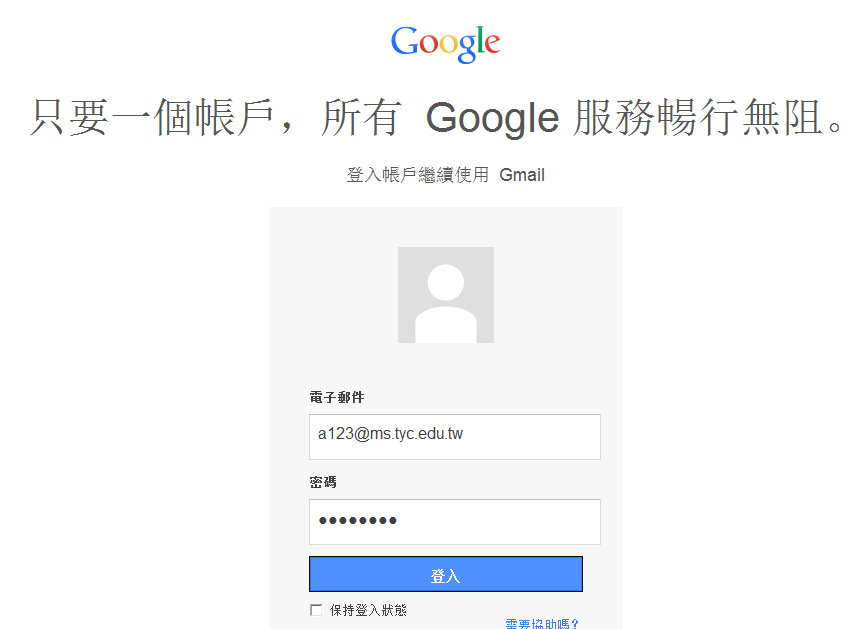 Google
只要一個帳戶，所有 Google 服務暢行無阻。
登入帳戶繼續使用 Gmail
電子郵件
a123@ms.tyc.edu.tw
密碼
••••••••
登入
保持登入狀態
需要協助嗎？